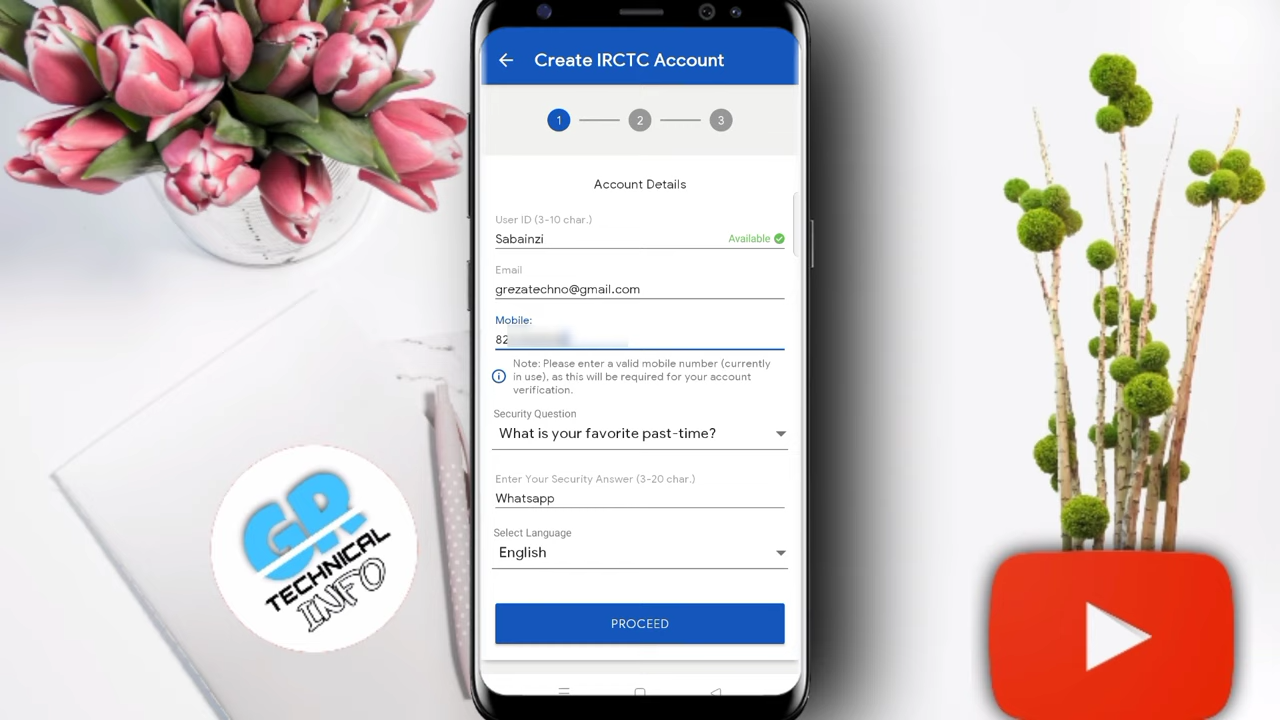 Create IRCTC Account
1
2
3
Account Details
User ID (3-10 char.)
Sabainzi
Available
Email
grezatechno@gmail.com
Mobile:
82
Note: Please enter a valid mobile number (currently
in use), as this will be required for your account
verification.
Security Question
What is your favorite past-time?
Enter Your Security Answer (3-20 char.)
Whatsapp
Select Language
English
PROCEED
GR
TECHNICAL
INFO